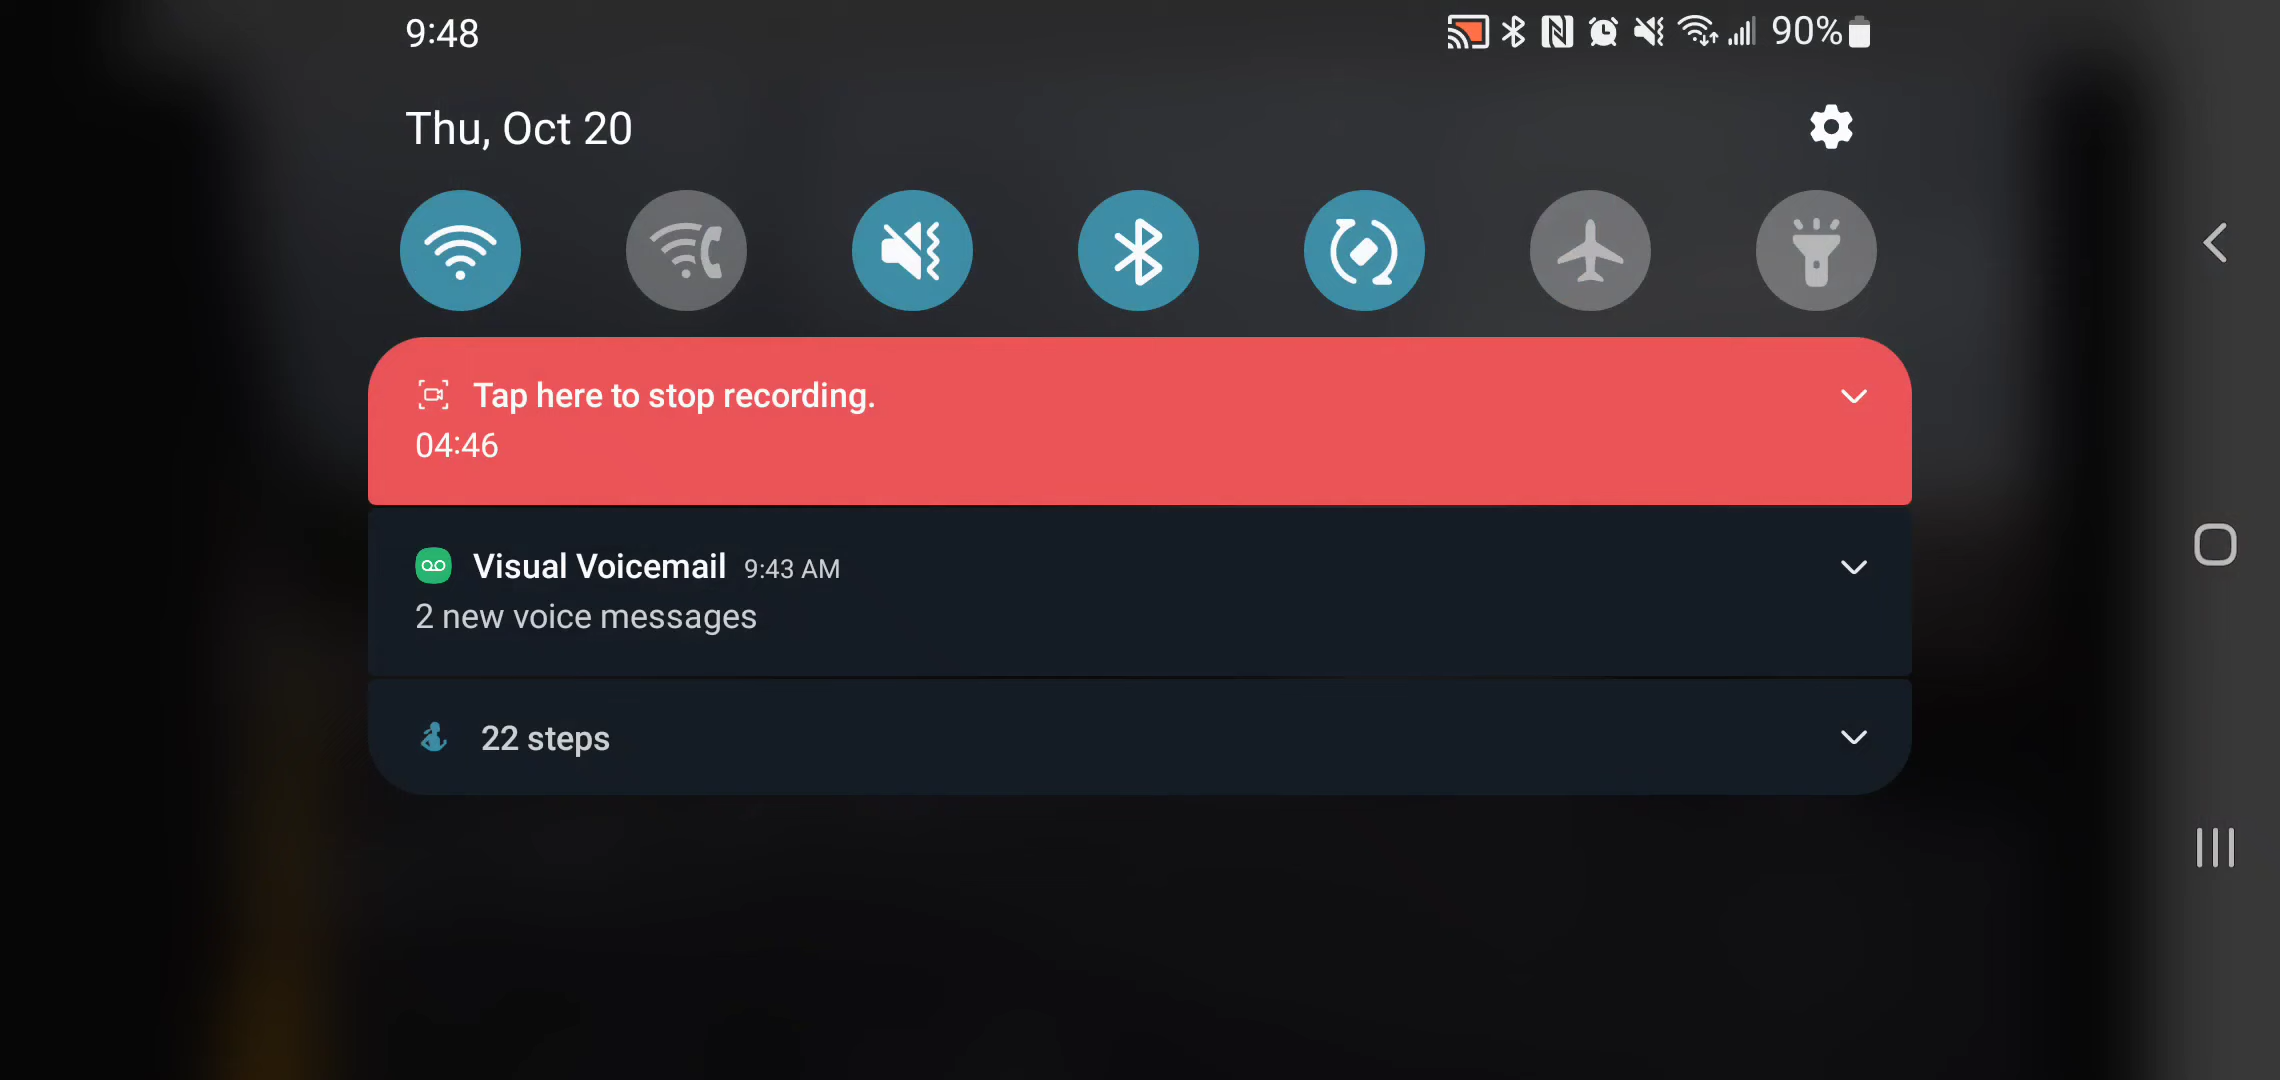 9:48
90%
Thu, Oct 20
Tap here to stop recording.
04:46
Visual Voicemail 9:43 AM
2 new voice messages
22 steps